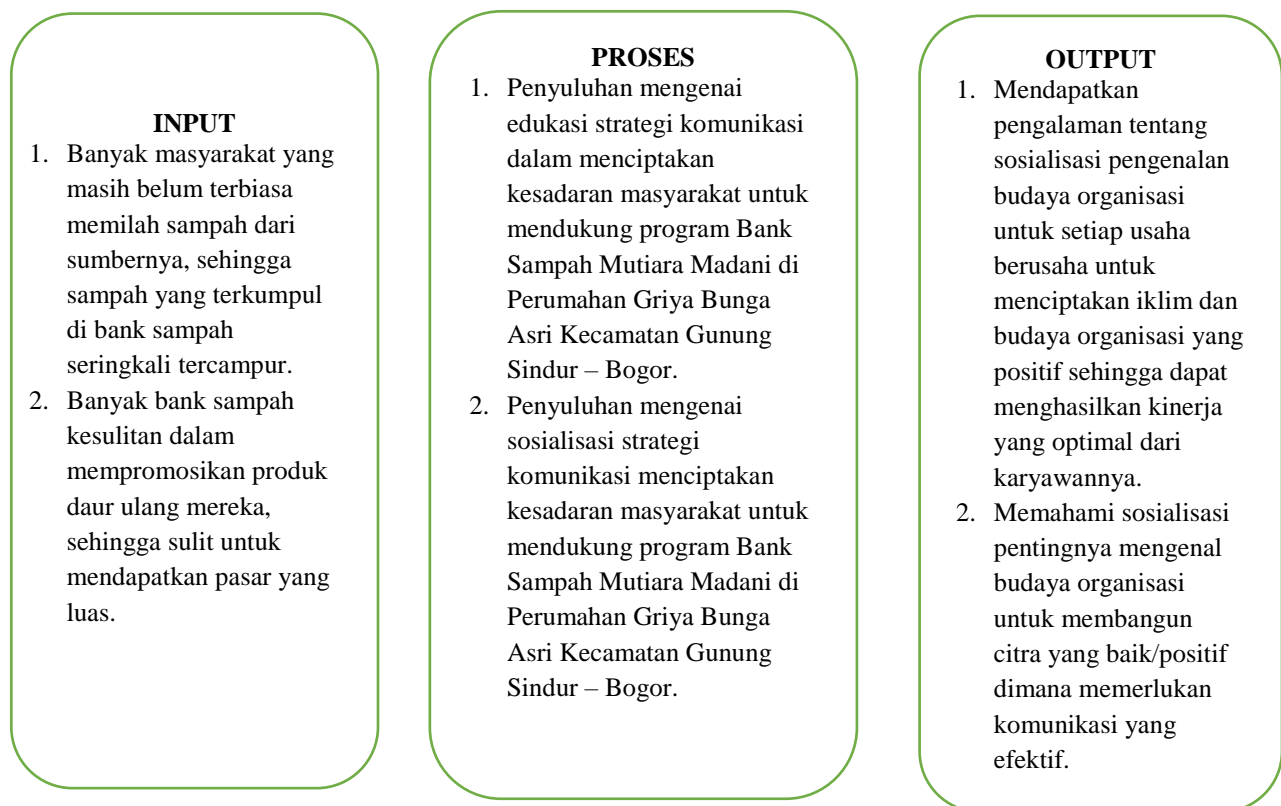 INPUT
1. Banyak masyarakat yang
masih belum terbiasa
memilah sampah dari
sumbernya, sehingga
sampah yang terkumpul
di bank sampah
seringkali tercampur.
2. Banyak bank sampah
kesulitan dalam
mempromosikan produk
daur ulang mereka,
sehingga sulit untuk
mendapatkan pasar yang
luas.
PROSES
1. Penyuluhan mengenai
edukasi strategi komunikasi
dalam menciptakan
kesadaran masyarakat untuk
mendukung program Bank
Sampah Mutiara Madani di
Perumahan Griya Bunga
Asri Kecamatan Gunung
Sindur – Bogor.
2. Penyuluhan mengenai
sosialisasi strategi
komunikasi menciptakan
kesadaran masyarakat untuk
mendukung program Bank
Sampah Mutiara Madani di
Perumahan Griya Bunga
Asri Kecamatan Gunung
Sindur – Bogor.
OUTPUT
1. Mendapatkan
pengalaman tentang
sosialisasi pengenalan
budaya organisasi
untuk setiap usaha
berusaha untuk
menciptakan iklim dan
budaya organisasi yang
positif sehingga dapat
menghasilkan kinerja
yang optimal dari
karyawannya.
2. Memahami sosialisasi
pentingnya mengenal
budaya organisasi
untuk membangun
citra yang baik/positif
dimana memerlukan
komunikasi yang
efektif.